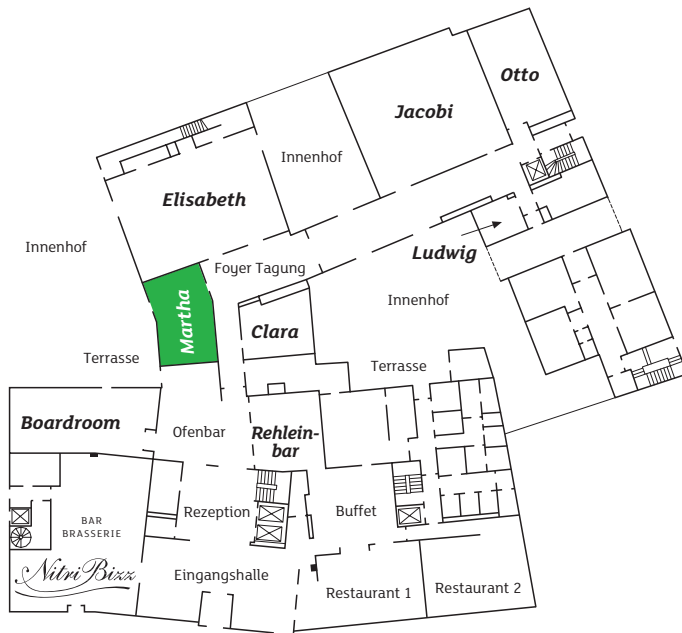 Otto
Jacobi
Innenhof
Elisabeth
Innenhof
Ludwig
Foyer Tagung
Innenhof
Martha
Clara
Terrasse
Terrasse
Boardroom
Ofenbar
Rehlein-
bar
Rezeption
Buffet
BAR
BRASSERIE
NitriBizz
Eingangshalle
Restaurant 1
Restaurant 2